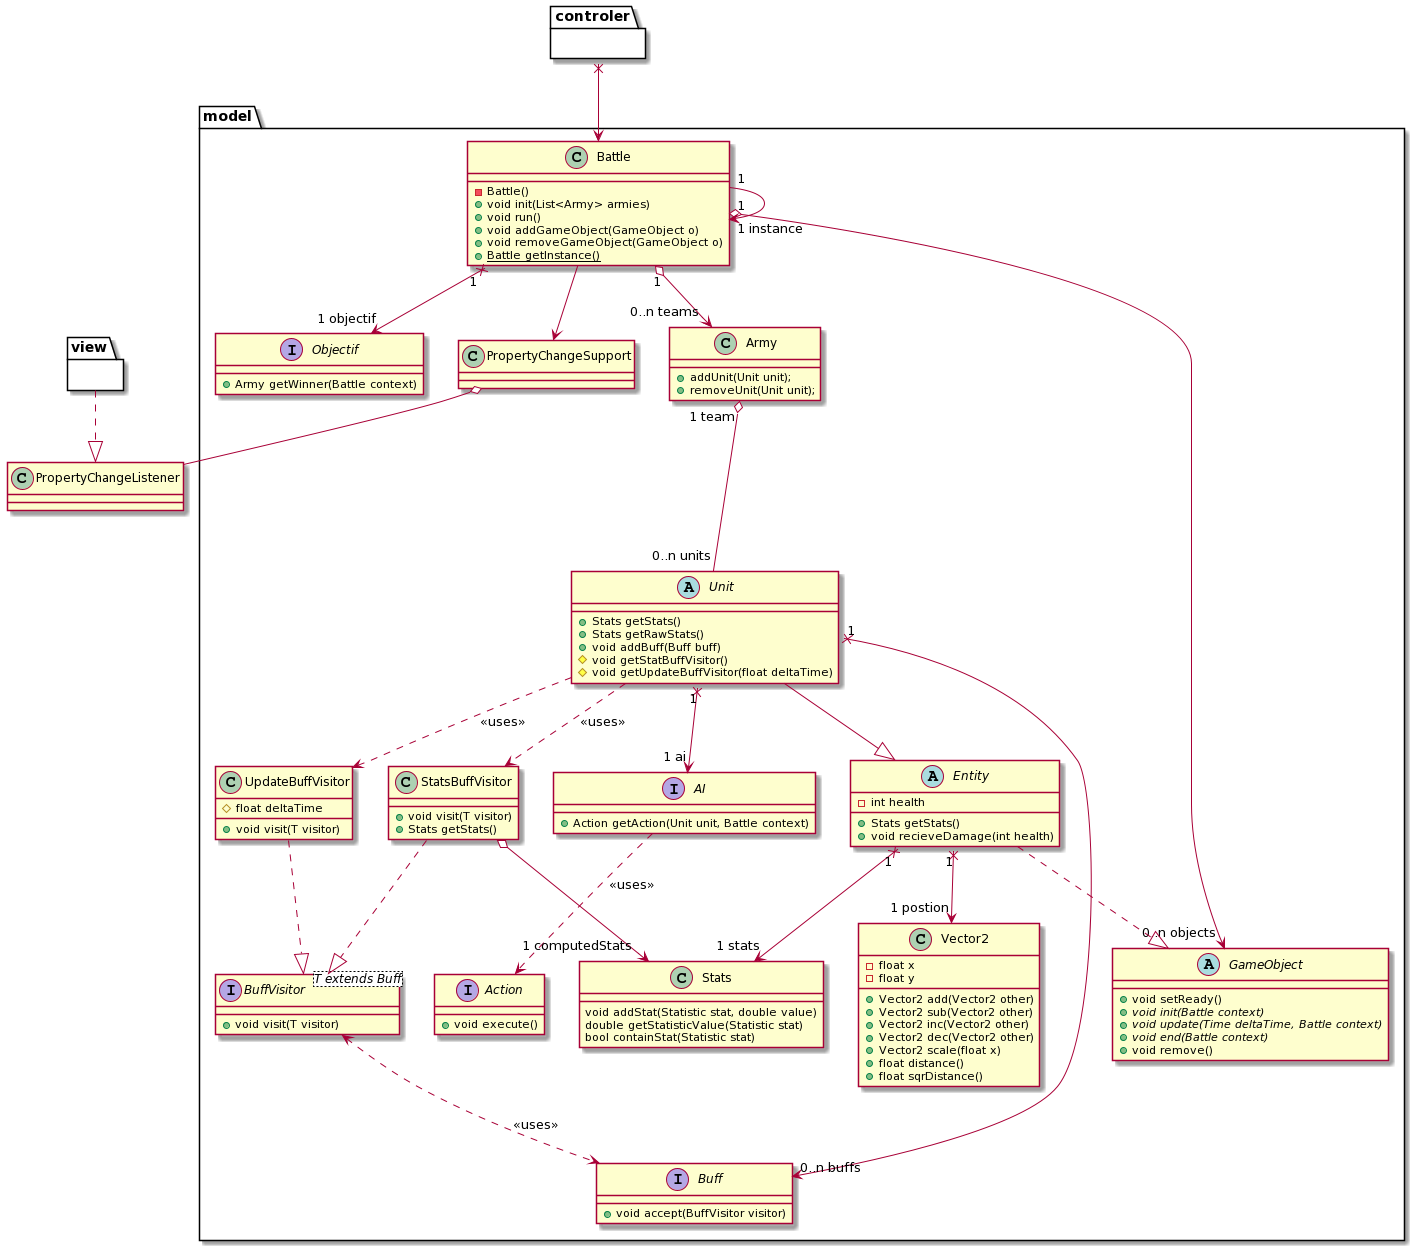 controler
model
C Battle
Battle()
void init(List<Army> armies)
void run()
void addGameObject(GameObject o)
void removeGameObject(GameObject o)
Battle getInstance()
1
1
1 instance
1
1
1 objectif
0..n teams
view
I Objectif
Army getWinner(Battle context)
C PropertyChangeSupport
C Army
addUnit(Unit unit);
removeUnit(Unit unit);
1 team
C PropertyChangeListener
0..n units
A Unit
Stats getStats()
Stats getRawStats()
void addBuff(Buff buff)
void getStatBuffVisitor()
void getUpdateBuffVisitor(float deltaTime)
1
1
«uses»
«uses»
1 ai
C UpdateBuffVisitor
float deltaTime
void visit(T visitor)
C StatsBuffVisitor
void visit(T visitor)
Stats getStats()
I AI
Action getAction(Unit unit, Battle context)
A Entity
int health
Stats getStats()
void recieveDamage(int health)
1
1
«uses»
1 postion
1 computedStats
1 stats
0..n objects
I BuffVisitor
T extends Buff
void visit(T visitor)
I Action
void execute()
C Stats
void addStat(Statistic stat, double value)
double getStatisticValue(Statistic stat)
bool containStat(Statistic stat)
C Vector2
float x
float y
Vector2 add(Vector2 other)
Vector2 sub(Vector2 other)
Vector2 inc(Vector2 other)
Vector2 dec(Vector2 other)
Vector2 scale(float x)
float distance()
float sqrDistance()
A GameObject
void setReady()
void init(Battle context)
void update(Time deltaTime, Battle context)
void end(Battle context)
void remove()
«uses»
0..n buffs
I Buff
void accept(BuffVisitor visitor)